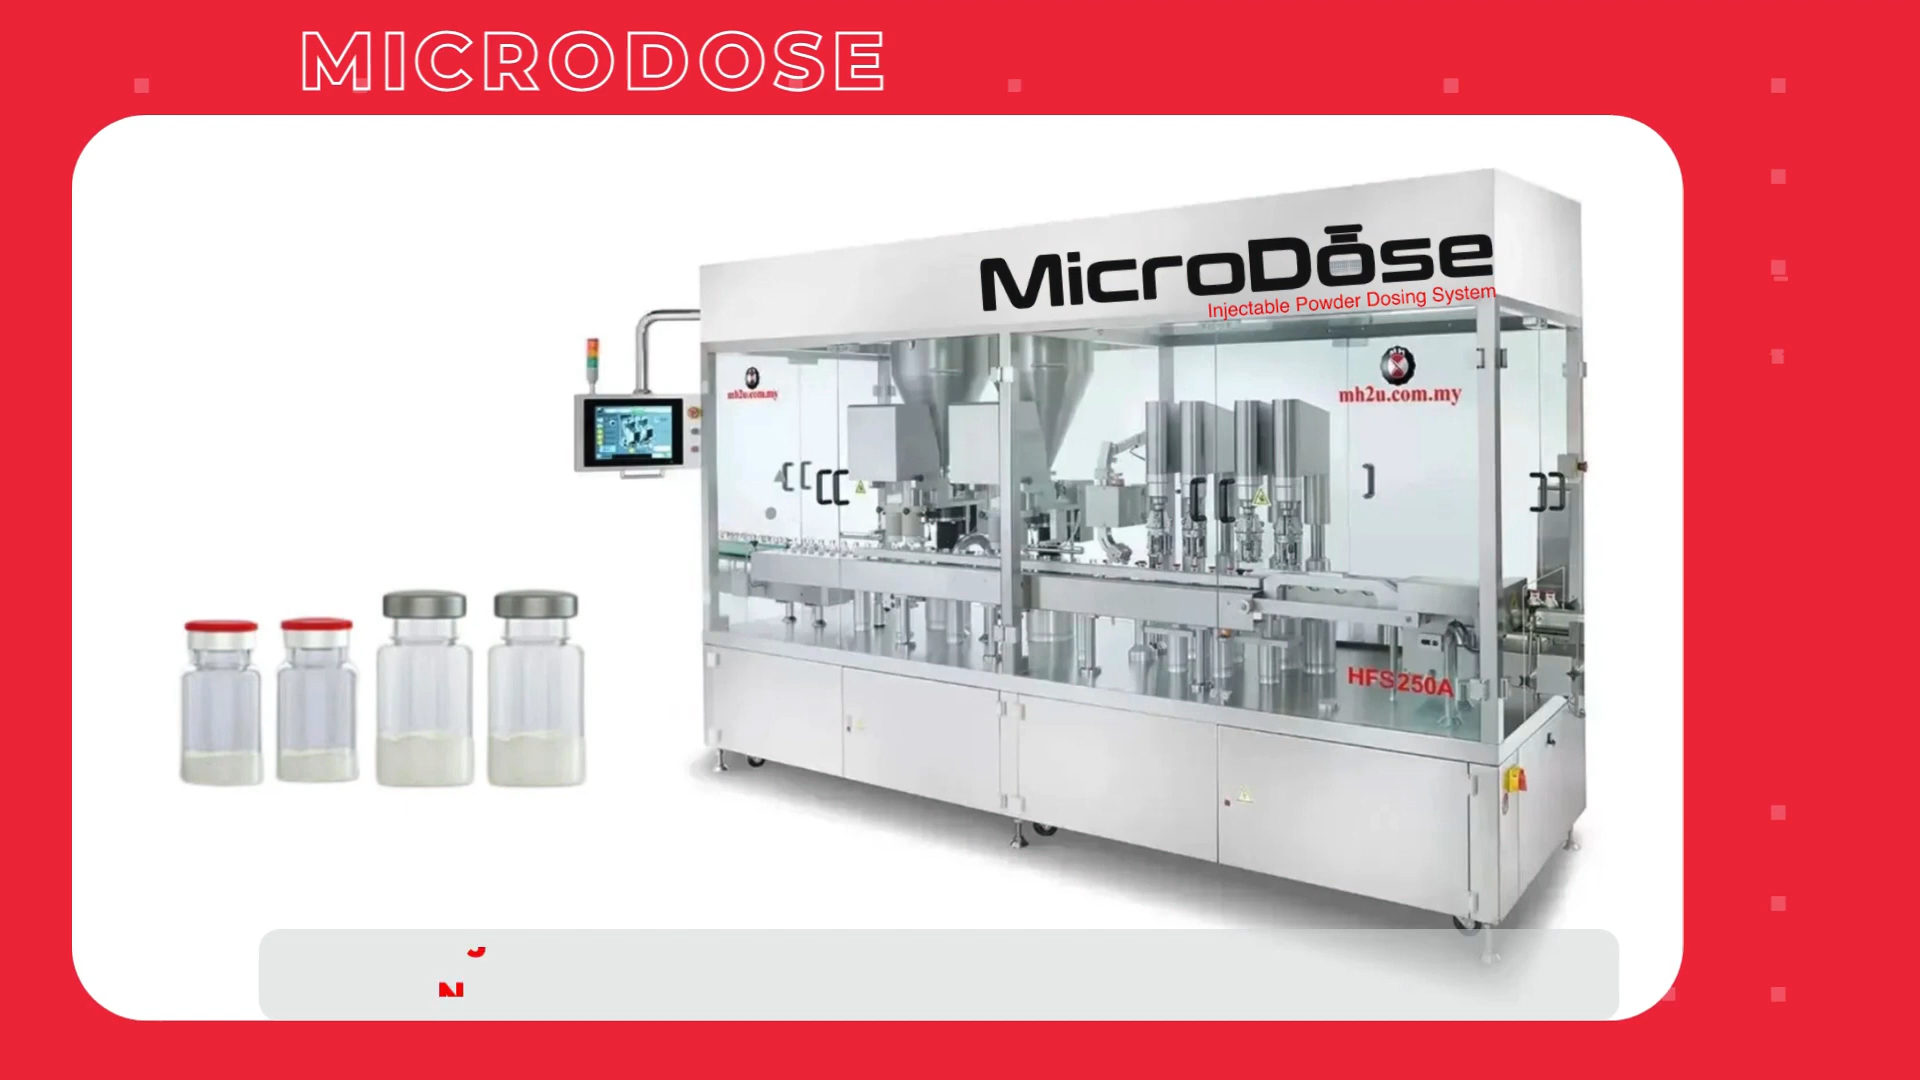 MICRODOSE
MicroDose
Injectable Powder Dosing System
mh2u.com.my
mh2u.com.my
HFS250A